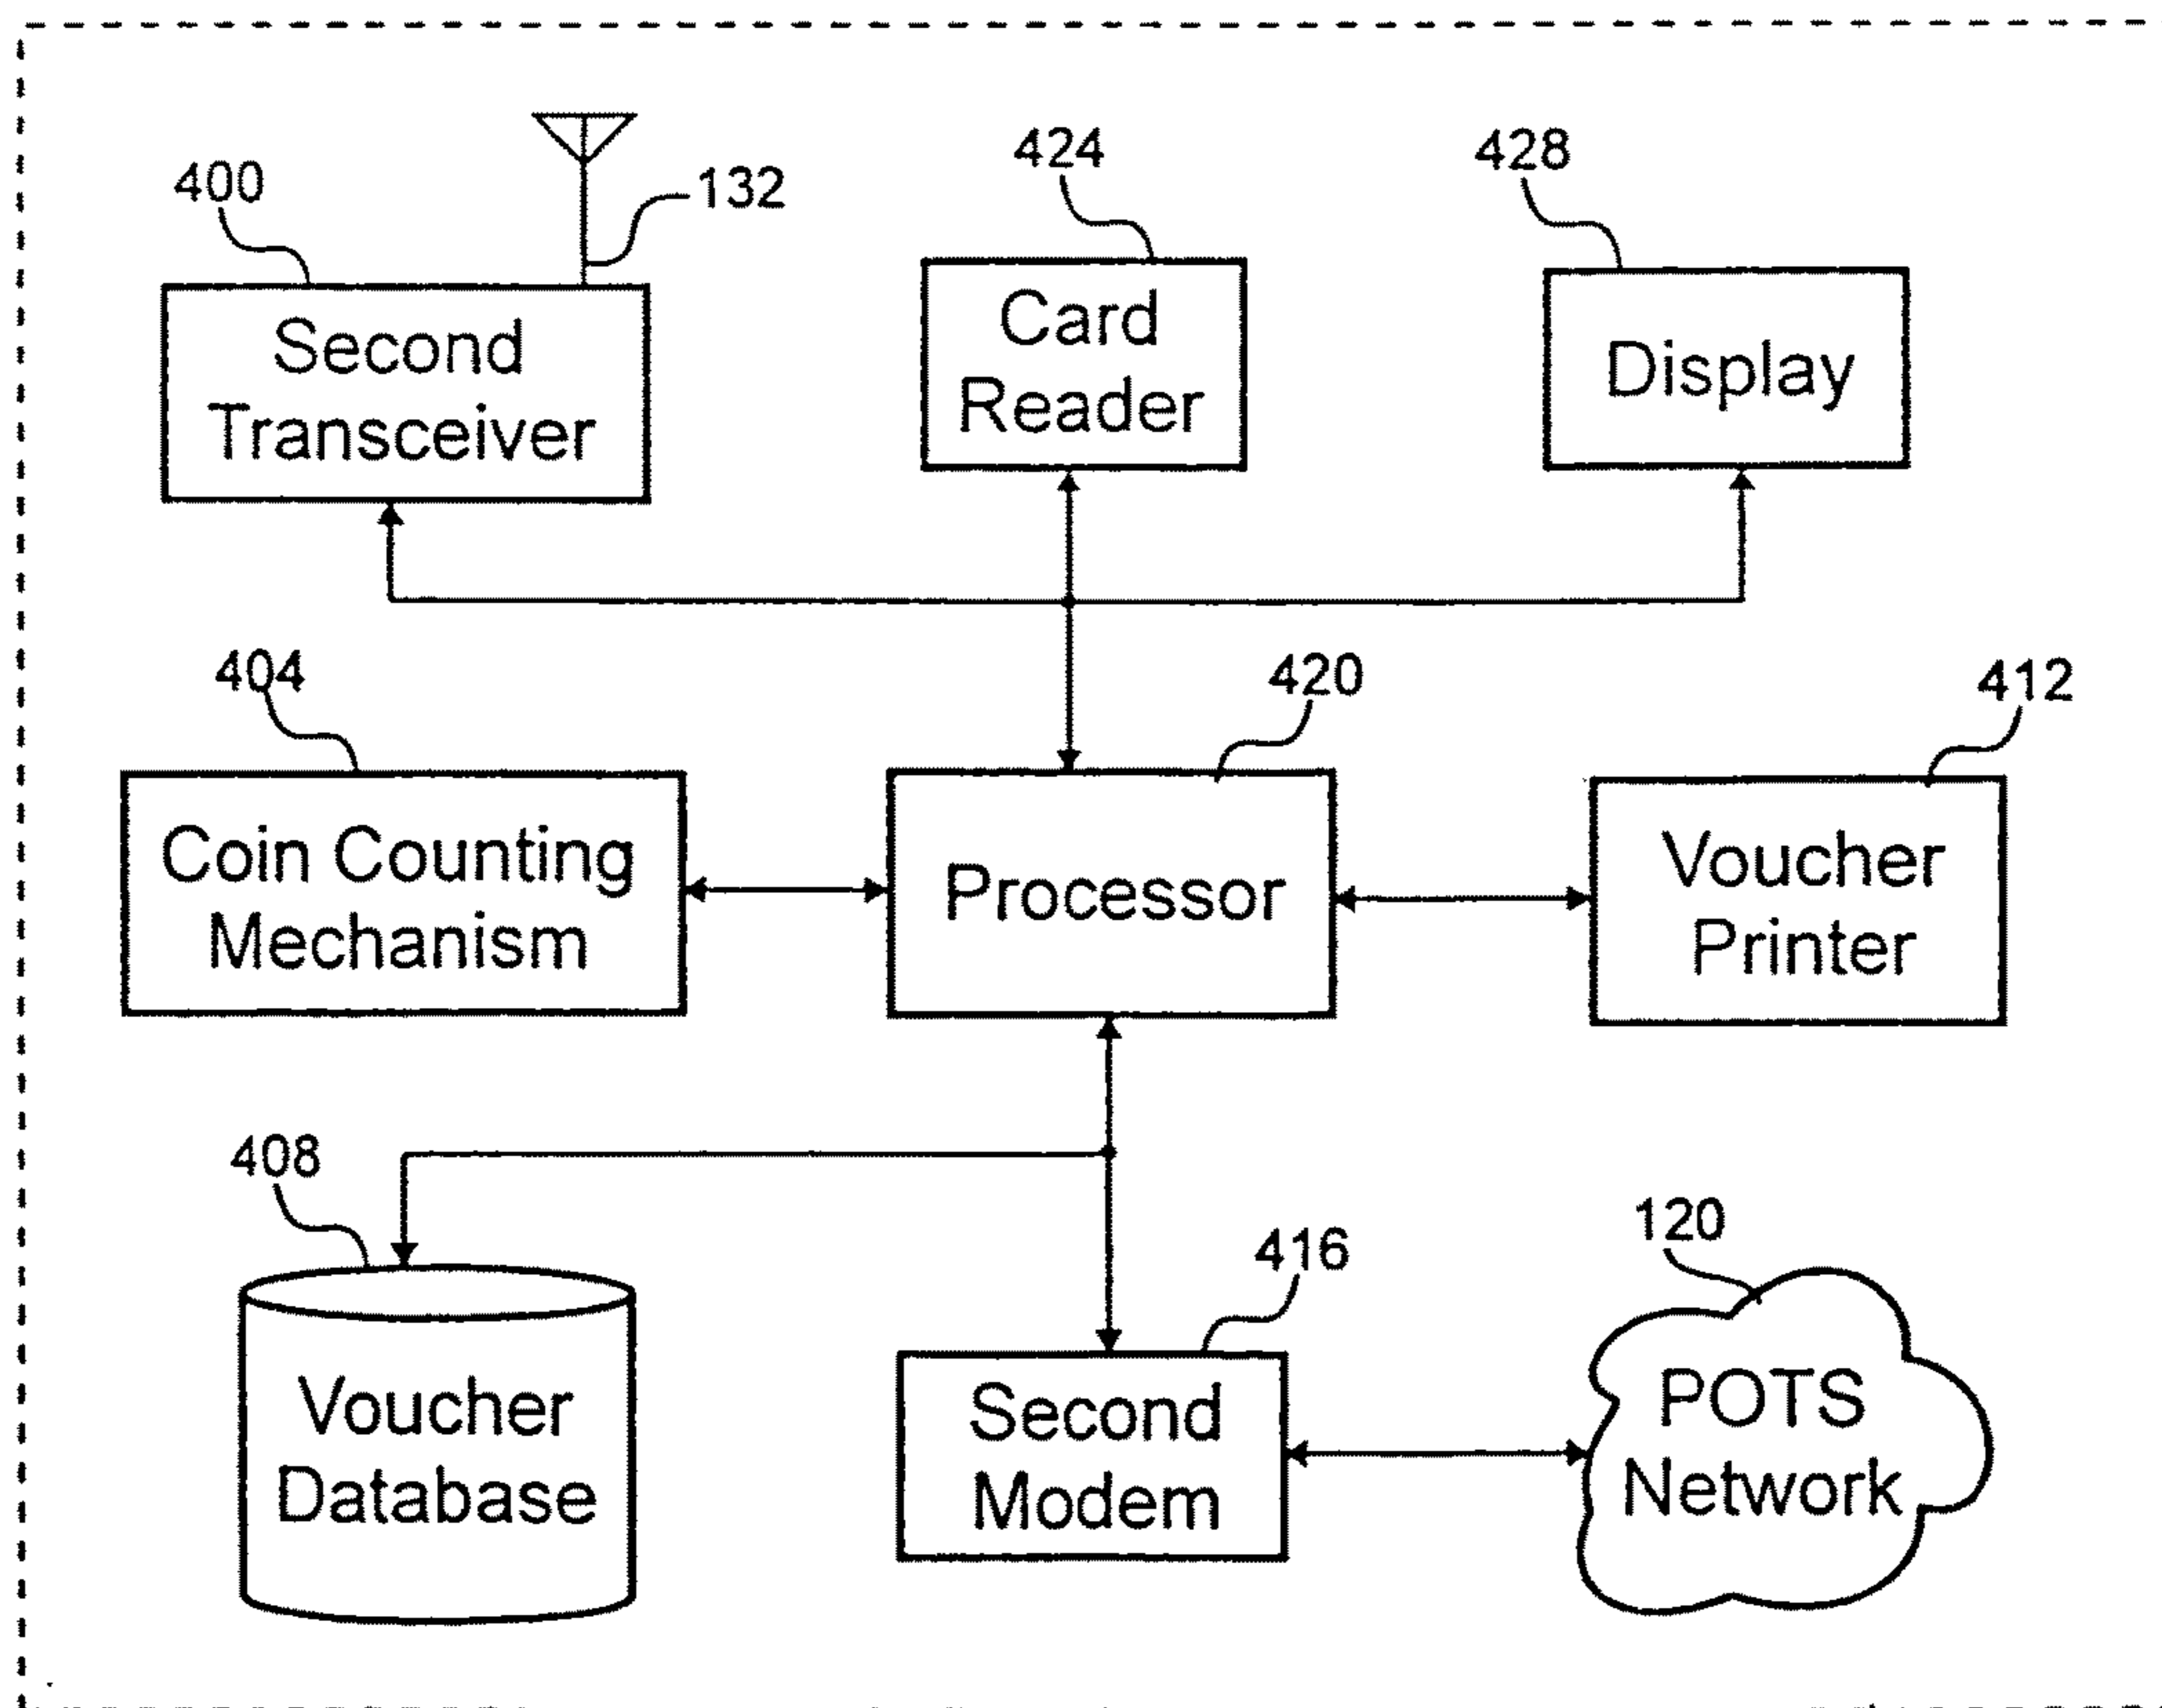 400
132
424
428
Second
Transceiver
Card
Reader
Display
404
420
412
Coin Counting
Mechanism
Processor
Voucher
Printer
408
416
120
Voucher
Database
Second
Modem
POTS
Network